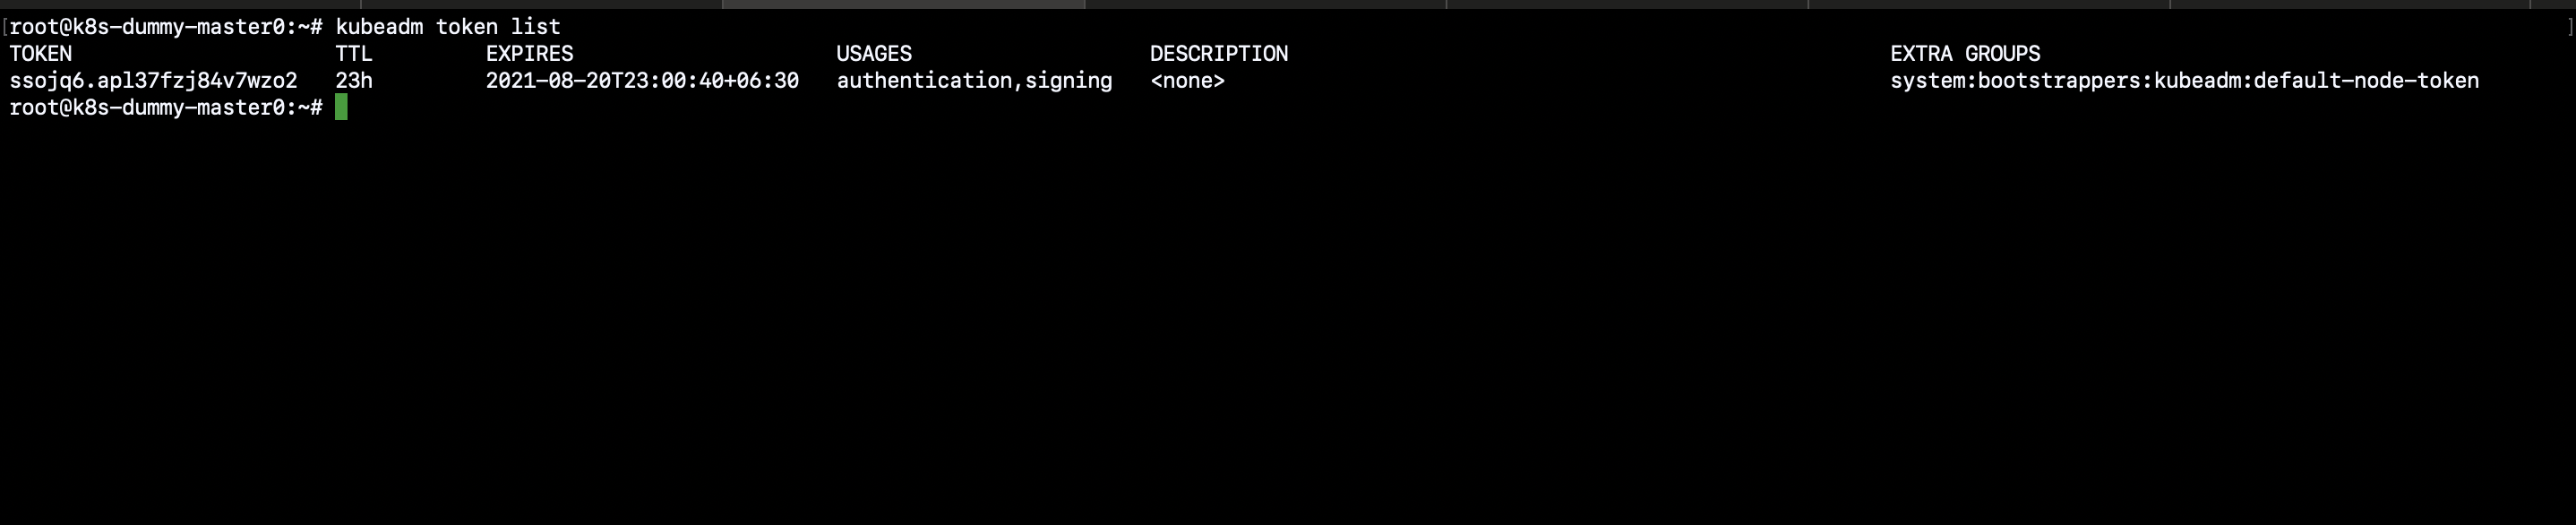 [root@k8s-dummy-master0:~# kubeadm token list ]
TOKEN TTL EXPIRES USAGES DESCRIPTION EXTRA GROUPS
ssojq6.apl37fzj84v7wzo2 23h 2021-08-20T23:00:40+06:30 authentication,signing <none> system:bootstrappers:kubeadm:default-node-token
root@k8s-dummy-master0:~#